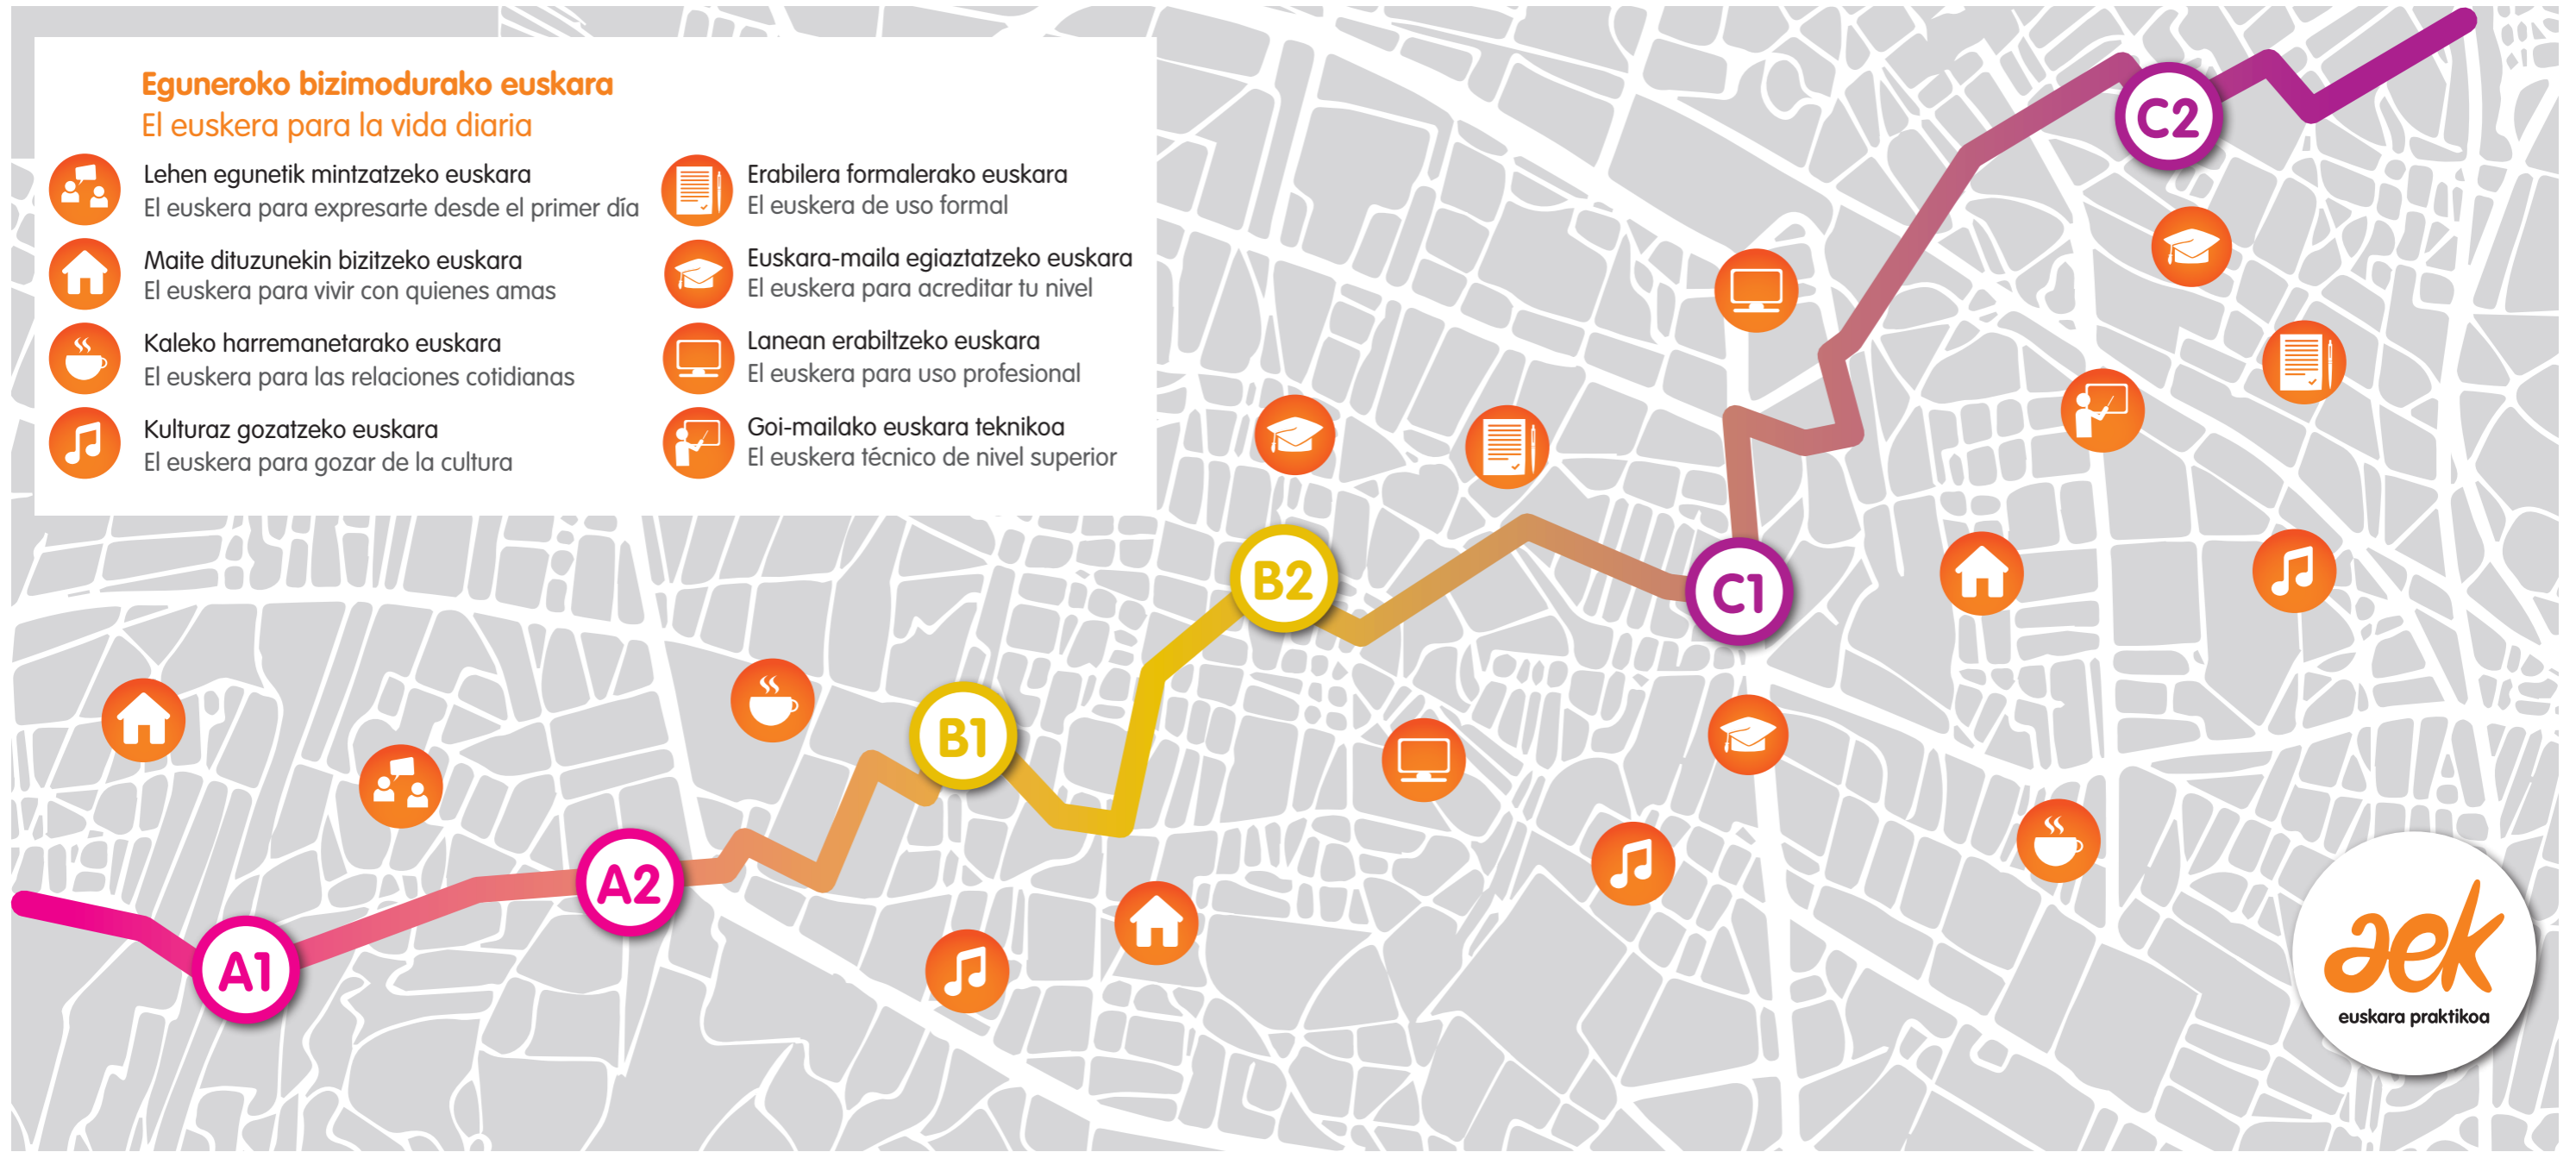 Eguneroko bizimodurako euskara
El euskera para la vida diaria
Lehen egunetik mintzatzeko euskara
El euskera para expresarte desde el primer día
Maite dituzunekin bizitzeko euskara
El euskera para vivir con quienes amas
Kaleko harremanetarako euskara
El euskera para las relaciones cotidianas
Kulturaz gozatzeko euskara
El euskera para gozar de la cultura
Erabilera formalerako euskara
El euskera de uso formal
Euskara-maila egiaztatzeko euskara
El euskera para acreditar tu nivel
Lanean erabiltzeko euskara
El euskera para uso profesional
Goi-mailako euskara teknikoa
El euskera técnico de nivel superior
A1
A2
B1
B2
C1
C2
aek
euskara praktikoa